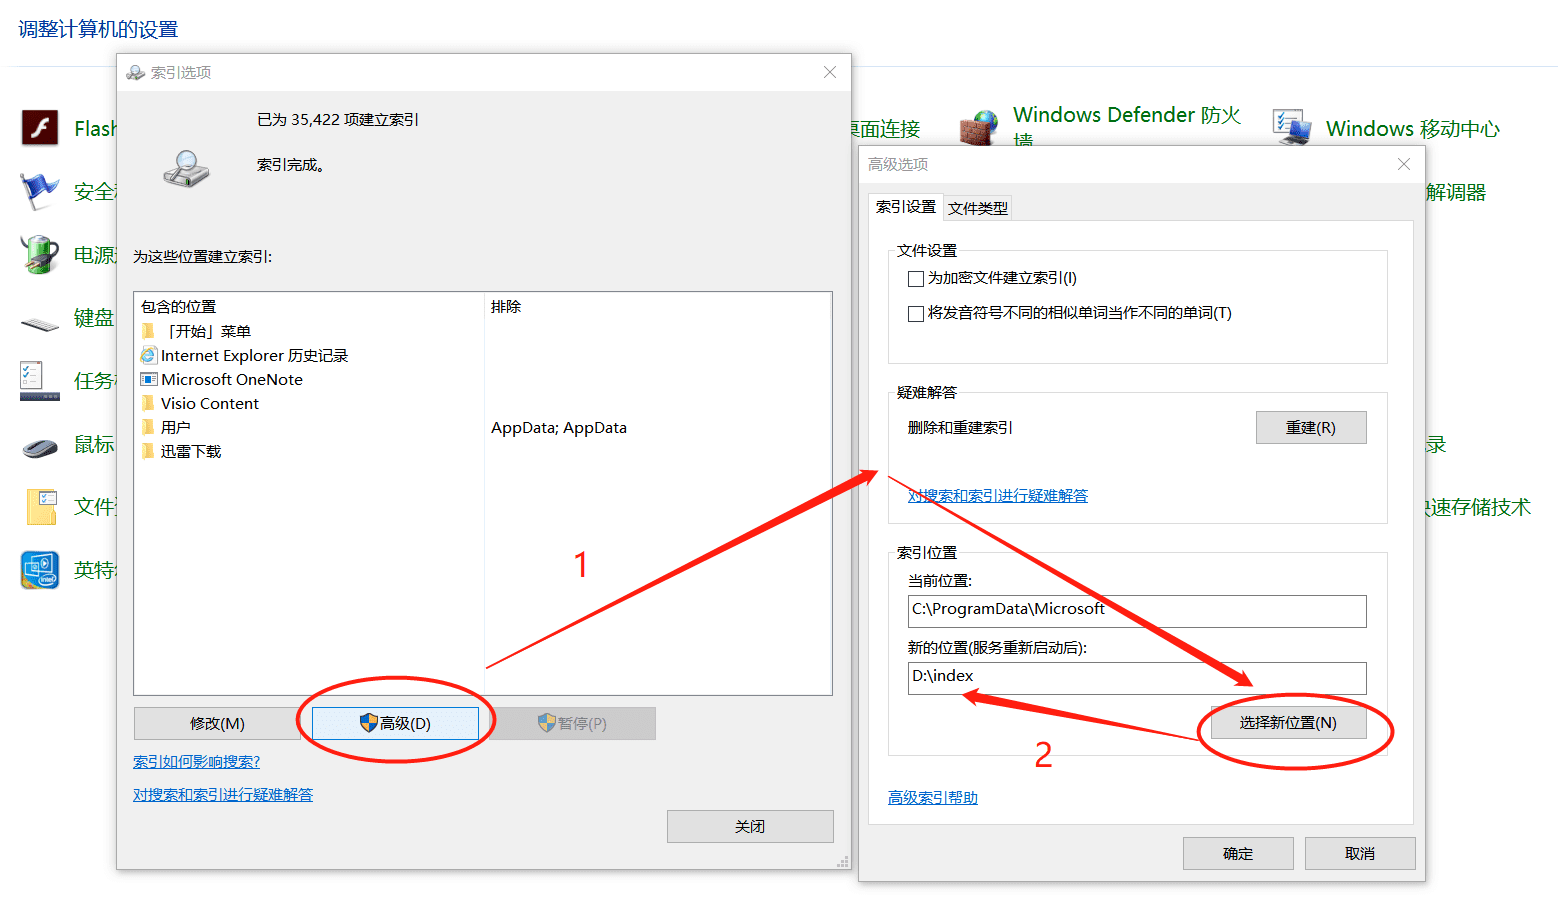 调整计算机的设置
索引选项
已为 35,422 项建立索引
索引完成。
为这些位置建立索引:
包含的位置
排除
「开始」菜单
Internet Explorer 历史记录
Microsoft OneNote
Visio Content
用户
AppData; AppData
迅雷下载
修改(M)
高级(D)
暂停(P)
索引如何影响搜索?
对搜索和索引进行疑难解答
关闭
1
Flash
安全
电源
键盘
任务
鼠标
文件
英特
桌面连接
Windows Defender 防火
墙
Windows 移动中心
解调器
录
速存储技术
高级选项
索引设置
文件类型
文件设置
为加密文件建立索引(I)
将发音符号不同的相似单词当作不同的单词(T)
疑难解答
删除和重建索引
重建(R)
对搜索和索引进行疑难解答
索引位置
当前位置:
C:\ProgramData\Microsoft
新的位置(服务重新启动后):
D:\index
选择新位置(N)
2
高级索引帮助
确定
取消